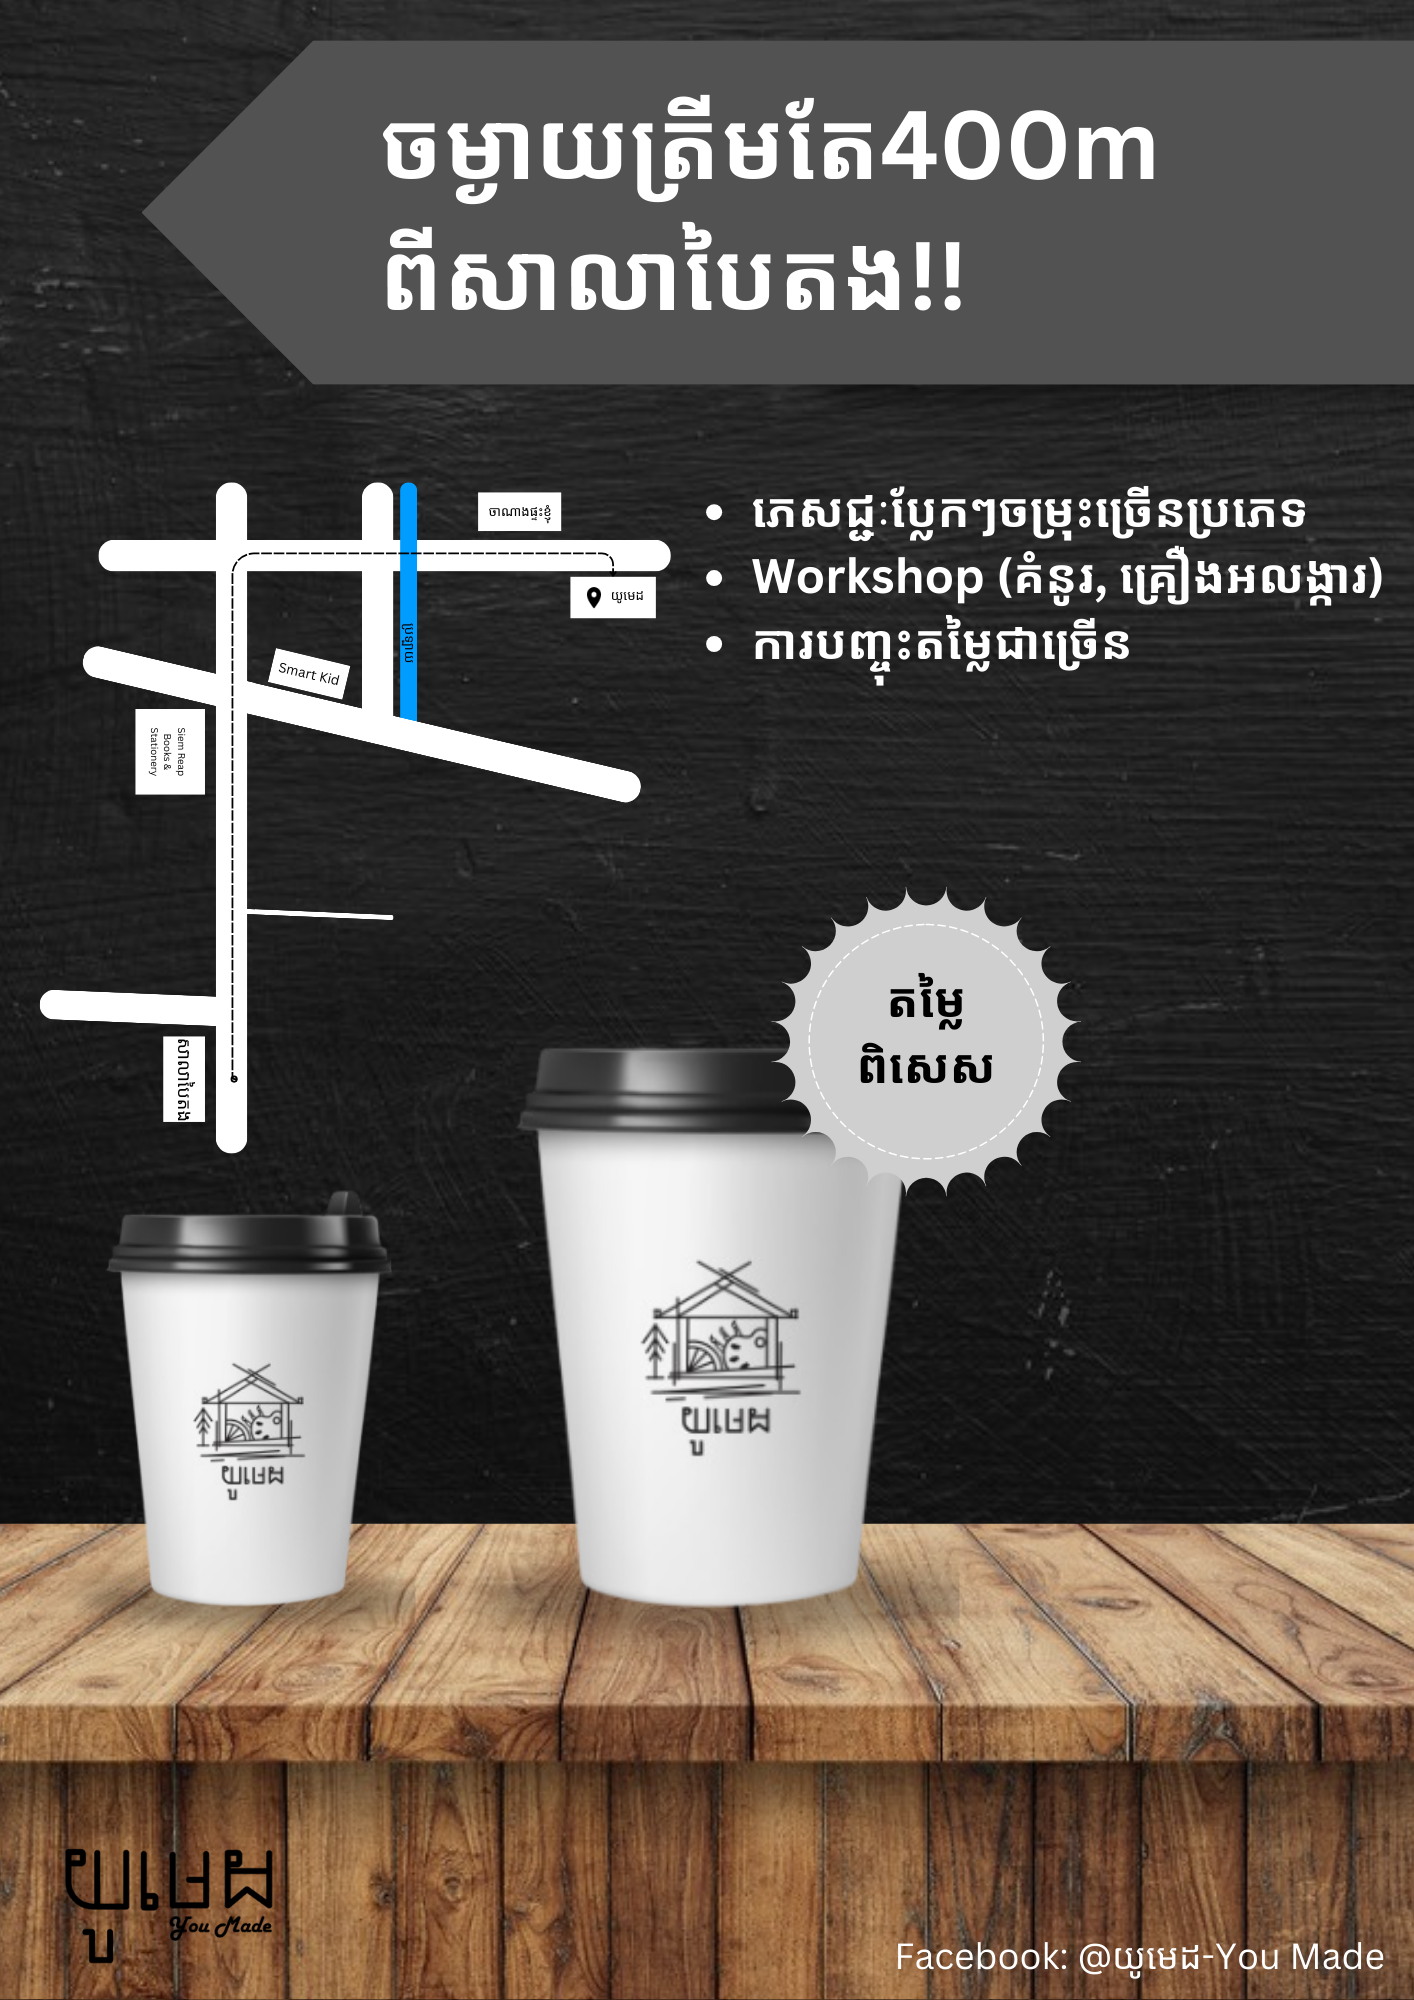 ចម្ងាយត្រឹមតែ400m
ពីសាលាបៃតង!!
ចាណាងផ្ទះខ្ញុំ
យូមេដ
Smart Kid
Siem Reap
Books &
Stationery
សាលាបៃតង
• ភេសជ្ជៈប្លែកៗចម្រុះច្រើនប្រភេទ
• Workshop (គំនូរ, គ្រឿងអលង្ការ)
• ការបញ្ចុះតម្លៃជាច្រើន
តម្លៃ
ពិសេស
យូមេដ
យូមេដ
យូមេដ
You Made
Facebook: @យូមេដ-You Made